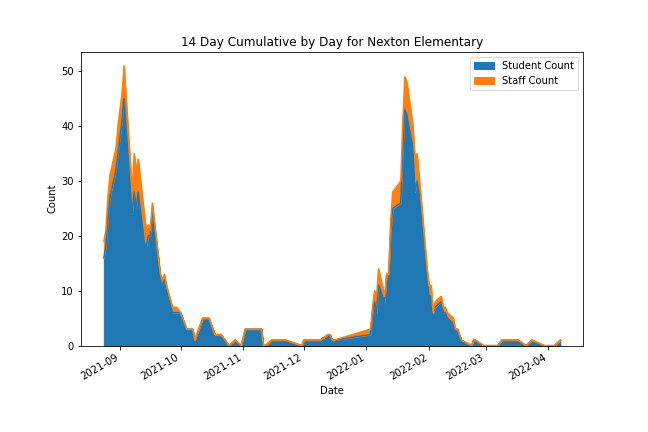 14 Day Cumulative by Day for Nexton Elementary
Student Count
Staff Count
50
40
30
20
10
0
Count
2021-09
2021-10
2021-11
2021-12
2022-01
2022-02
2022-03
2022-04
Date